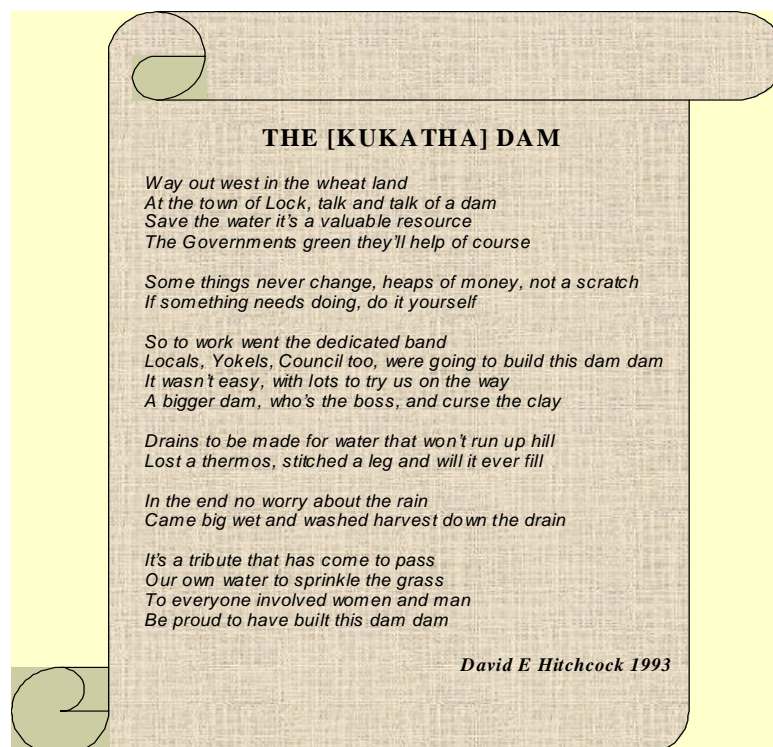 THE [KUKATHA] DAM
Way out west in the wheat land
At the town of Lock, talk and talk of a dam
Save the water it's a valuable resource
The Governments green they'll help of course
Some things never change, heaps of money, not a scratch
If something needs doing, do it yourself
So to work went the dedicated band
Locals, Yokels, Council too, were going to build this dam dam
It wasn't easy, with lots to try us on the way
A bigger dam, who's the boss, and curse the clay
Drains to be made for water that won't run up hill
Lost a thermos, stitched a leg and will it ever fill
In the end no worry about the rain
Came big wet and washed harvest down the drain
It's a tribute that has come to pass
Our own water to sprinkle the grass
To everyone involved women and man
Be proud to have built this dam dam
David E Hitchcock 1993